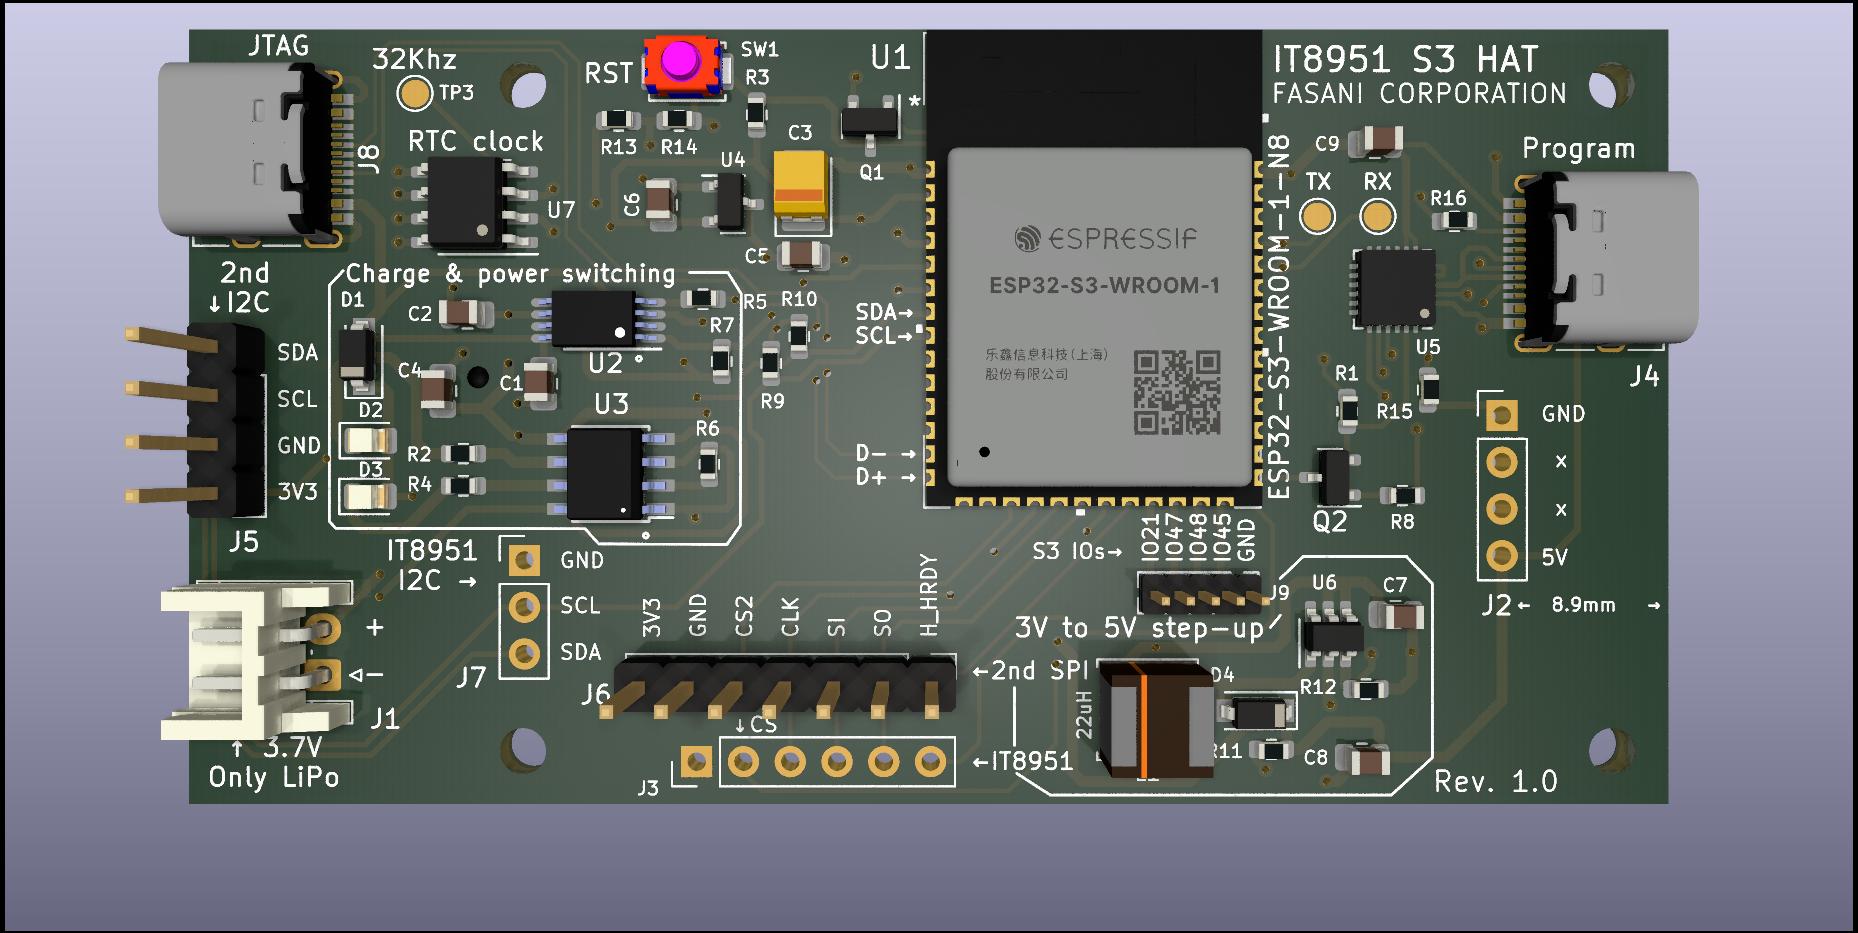 JTAG
32Khz
TP3
RST
SW1
R3
U1
*
IT8951 S3 HAT
FASANI CORPORATION
J8
RTC clock
R13
R14
C3
U4
Q1
C9
Program
TX
RX
R16
U7
C6
C5
ESPRESSIF
ESP32-S3-WROOM-1
乐鑫信息科技(上海)
股份有限公司
ESP32-S3-WROOM-1-N8
2nd
↓I2C
Charge & power switching
D1
C2
R5
R10
R7
SDA→
SCL→
U5
J4
SDA
SCL
GND
3V3
J5
C4
C1
U2
U3
D2
D3
R2
R4
R6
R9
D- →
D+ →
R1
R15
Q2
R8
GND
x
x
5V
J2← 8.9mm →
IT8951
I2C →
GND
SCL
SDA
J7
S3 IOs→
IO21
IO47
IO48
IO45
GND
J9
U6
C7
3V to 5V step-up
+
◁-
J1
↑ 3.7V
Only LiPo
3V3
GND
CS2
CLK
SI
SO
H_HRDY
J6
←2nd SPI
↓CS
J3
←IT8951
22uH
D4
R12
R11
C8
Rev. 1.0